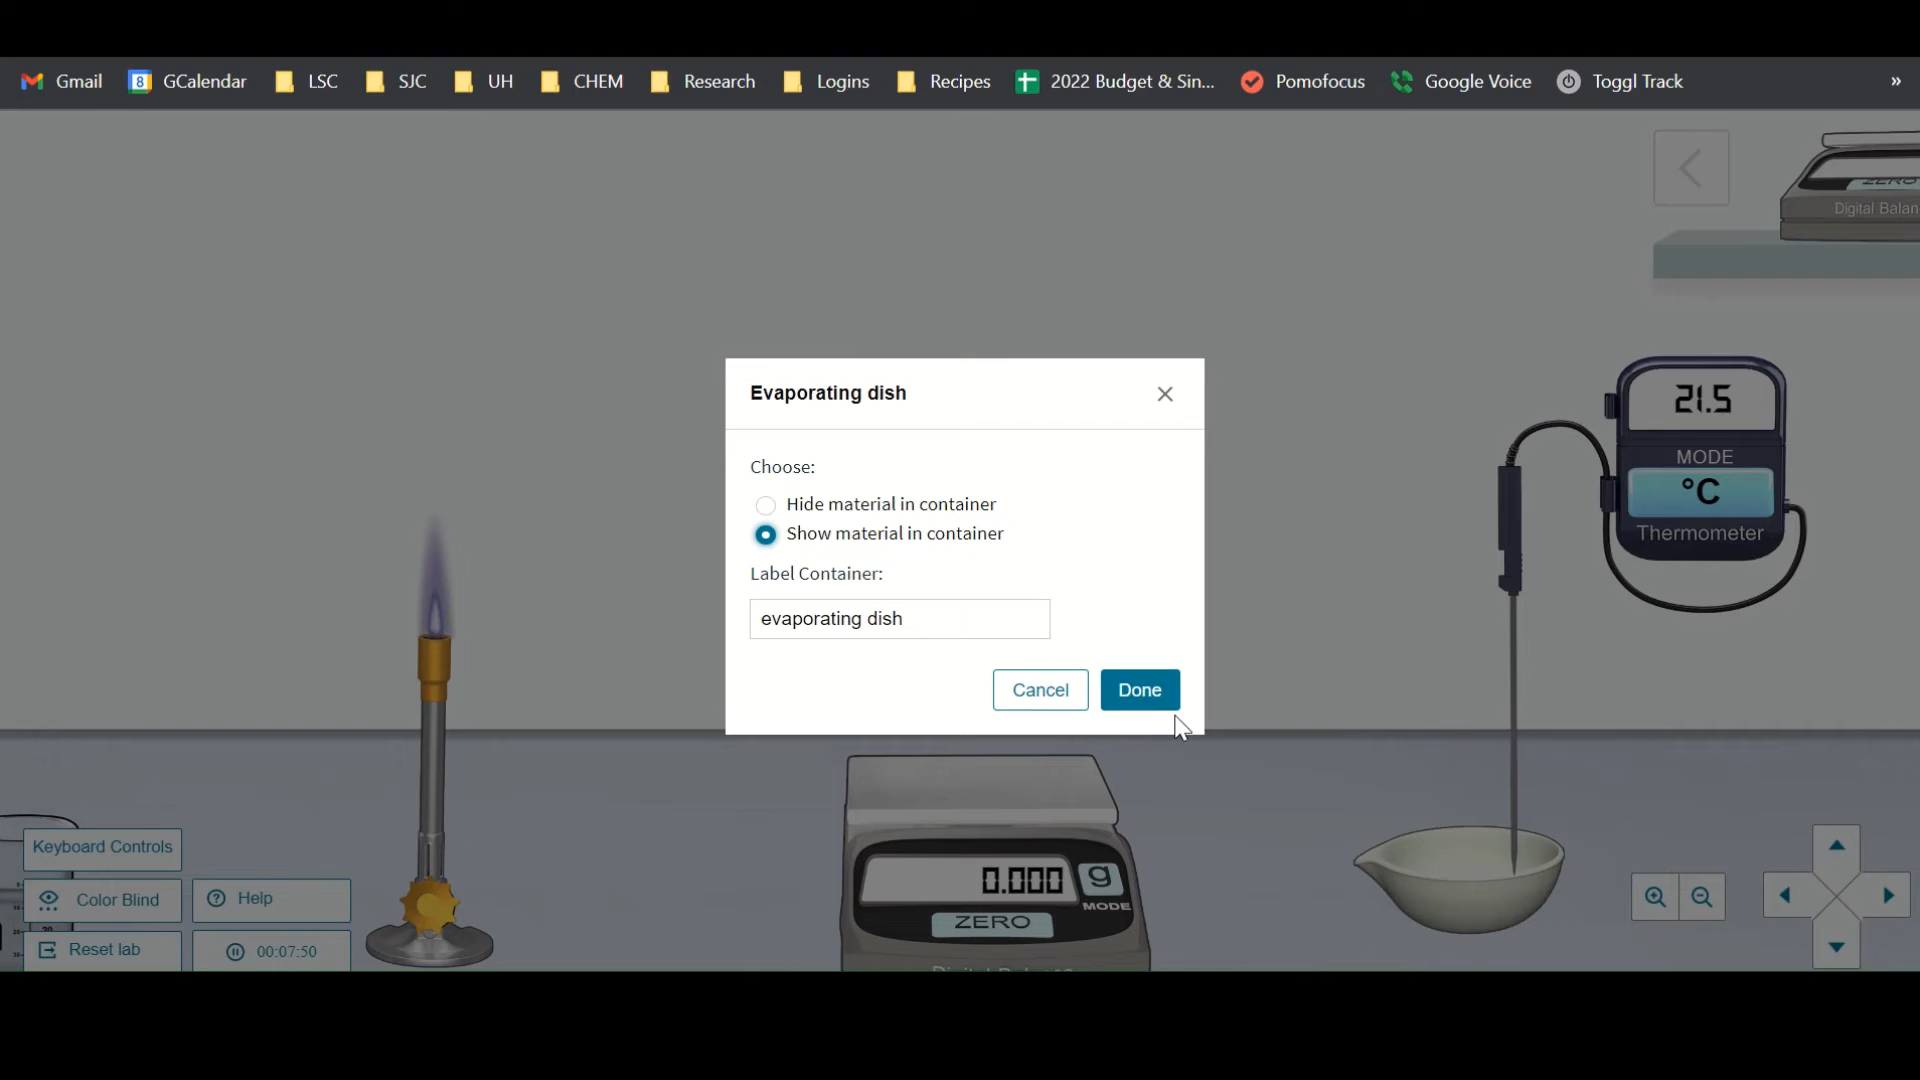 Gmail 8 GCalendar LSC SJC UH CHEM Research Logins Recipes 2022 Budget & Sin... Pomofocus Google Voice Toggl Track »
ZERO
Digital Balan
Evaporating dish
21.5
Choose:
MODE
Hide material in container
°C
Show material in container
Thermometer
Label Container:
evaporating dish
Cancel Done
Keyboard Controls
0.000 g
MODE
Color Blind Help
ZERO
Reset lab 00:07:50